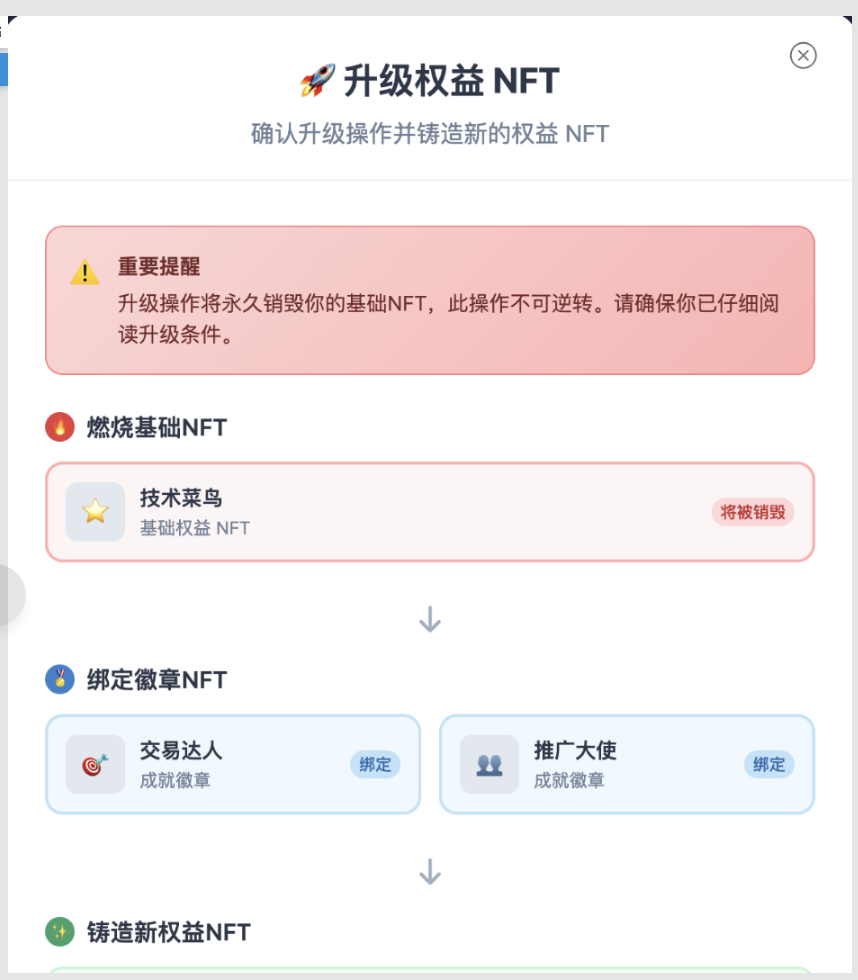 升级权益 NFT
确认升级操作并铸造新的权益 NFT
重要提醒
升级操作将永久销毁你的基础NFT，此操作不可逆转。请确保你已仔细阅
读升级条件。
燃烧基础NFT
技术菜鸟
基础权益 NFT
将被销毁
绑定徽章NFT
交易达人
成就徽章
绑定
推广大使
成就徽章
绑定
铸造新权益NFT